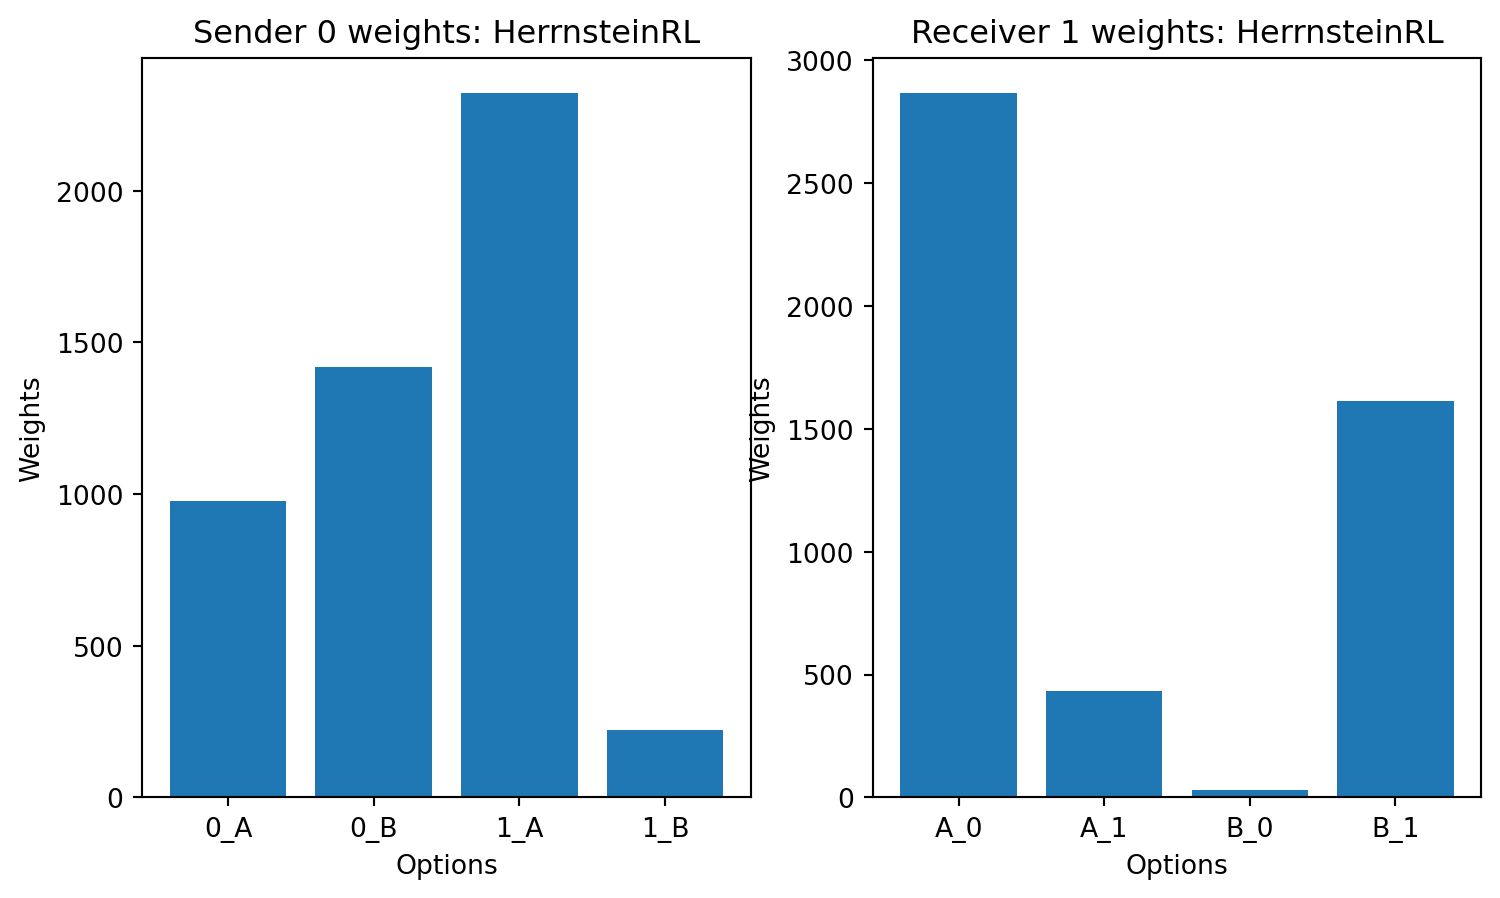 Sender 0 weights: HerrnsteinRL
Weights
2000
1500
1000
500
0
0_A 0_B 1_A 1_B
Options
Receiver 1 weights: HerrnsteinRL
Weights
3000
2500
2000
1500
1000
500
0
A_0 A_1 B_0 B_1
Options